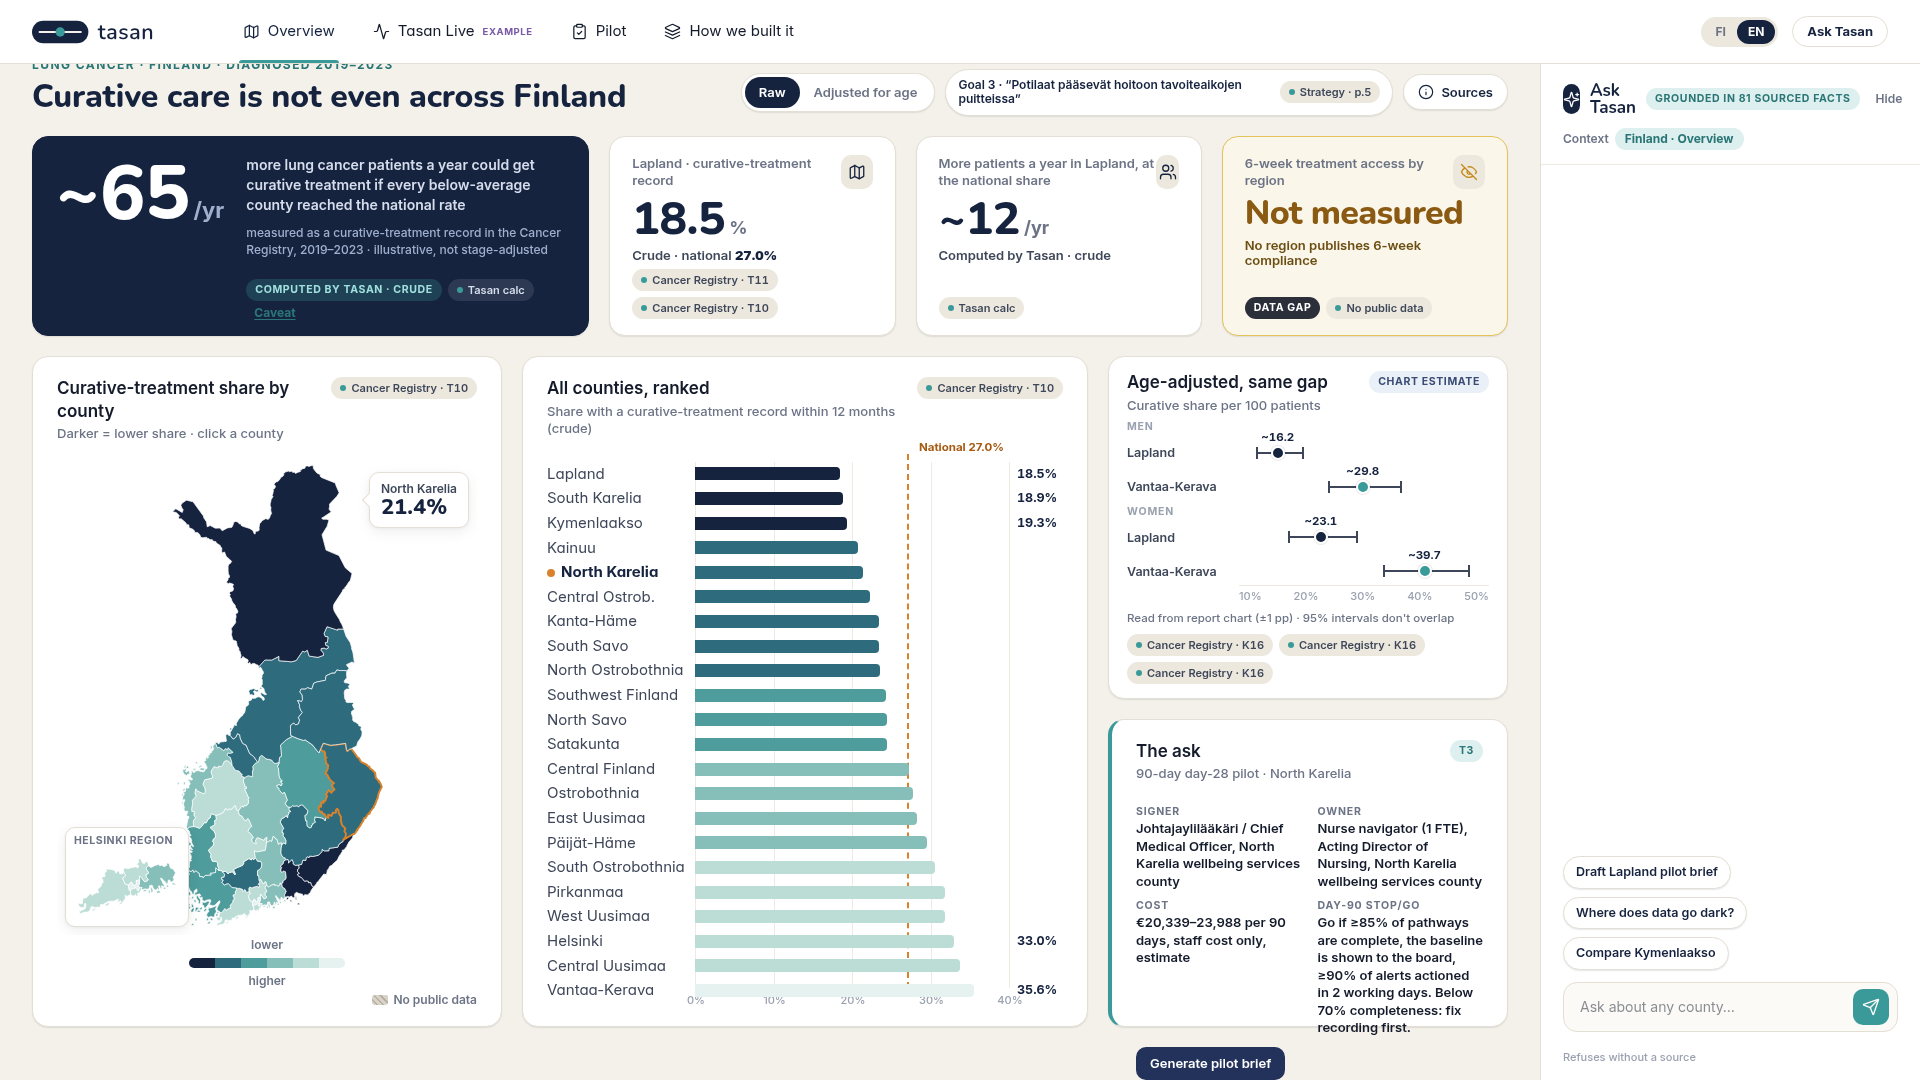 tasan
Overview
Tasan Live EXAMPLE
Pilot
How we built it
FI EN
Ask Tasan
LUNG CANCER · FINLAND · DIAGNOSED 2019–2023
Curative care is not even across Finland
Raw
Adjusted for age
Goal 3 · “Potilaat pääsevät hoitoon tavoiteaikojen
puitteissa”
Strategy · p.5
Sources
~65 /yr
more lung cancer patients a year could get
curative treatment if every below-average
county reached the national rate
measured as a curative-treatment record in the Cancer
Registry, 2019–2023 · illustrative, not stage-adjusted
COMPUTED BY TASAN · CRUDE
Tasan calc
Caveat
Lapland · curative-treatment
record
18.5 %
Crude · national 27.0%
Cancer Registry · T11
Cancer Registry · T10
More patients a year in Lapland, at
the national share
~12 /yr
Computed by Tasan · crude
Tasan calc
6-week treatment access by
region
Not measured
No region publishes 6-week
compliance
DATA GAP
No public data
Curative-treatment share by
county
Cancer Registry · T10
Darker = lower share · click a county
North Karelia
21.4%
HELSINKI REGION
lower
higher
No public data
All counties, ranked
Cancer Registry · T10
Share with a curative-treatment record within 12 months
(crude)
National 27.0%
Lapland 18.5%
South Karelia 18.9%
Kymenlaakso 19.3%
Kainuu
North Karelia
Central Ostrob.
Kanta-Häme
South Savo
North Ostrobothnia
Southwest Finland
North Savo
Satakunta
Central Finland
Ostrobothnia
East Uusimaa
Päijät-Häme
South Ostrobothnia
Pirkanmaa
West Uusimaa
Helsinki 33.0%
Central Uusimaa
Vantaa-Kerava 35.6%
0% 10% 20% 30% 40%
Age-adjusted, same gap
CHART ESTIMATE
Curative share per 100 patients
MEN
~16.2
Lapland
~29.8
Vantaa-Kerava
WOMEN
~23.1
Lapland
~39.7
Vantaa-Kerava
10% 20% 30% 40% 50%
Read from report chart (±1 pp) · 95% intervals don't overlap
Cancer Registry · K16
Cancer Registry · K16
Cancer Registry · K16
The ask
T3
90-day day-28 pilot · North Karelia
SIGNER
Johtajaylilääkäri / Chief
Medical Officer, North
Karelia wellbeing services
county
OWNER
Nurse navigator (1 FTE),
Acting Director of
Nursing, North Karelia
wellbeing services county
COST
€20,339–23,988 per 90
days, staff cost only,
estimate
DAY-90 STOP/GO
Go if ≥85% of pathways
are complete, the baseline
is shown to the board,
≥90% of alerts actioned
in 2 working days. Below
70% completeness: fix
recording first.
Generate pilot brief
Ask
Tasan
GROUNDED IN 81 SOURCED FACTS
Hide
Context
Finland · Overview
Draft Lapland pilot brief
Where does data go dark?
Compare Kymenlaakso
Ask about any county...
Refuses without a source